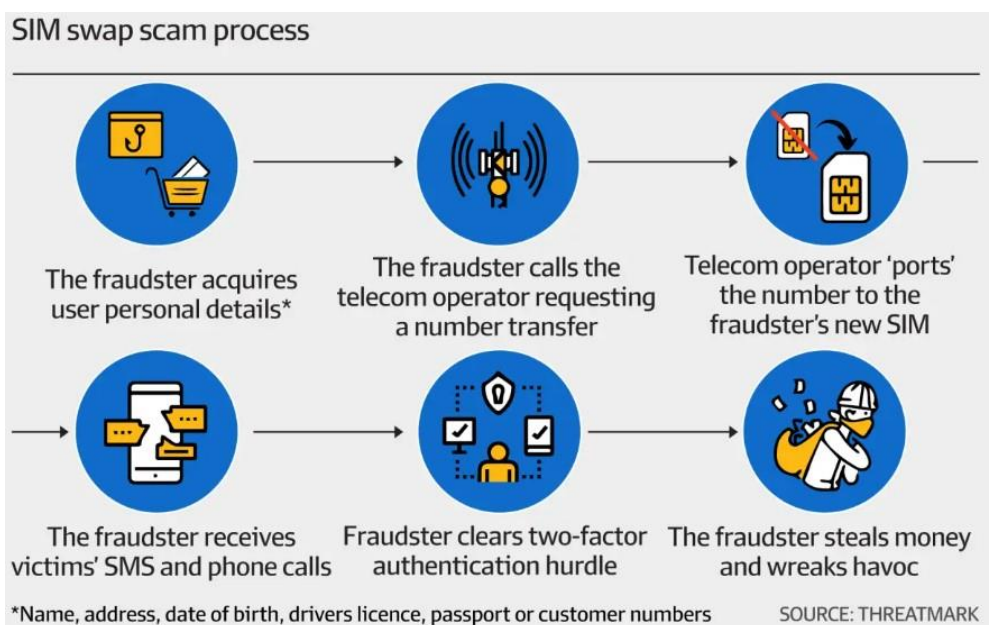 SIM swap scam process
The fraudster acquires
user personal details*
The fraudster calls the
telecom operator requesting
a number transfer
Telecom operator ‘ports’
the number to the
fraudster’s new SIM
The fraudster receives
victims’ SMS and phone calls
Fraudster clears two-factor
authentication hurdle
The fraudster steals money
and wreaks havoc
*Name, address, date of birth, drivers licence, passport or customer numbers
SOURCE: THREATMARK